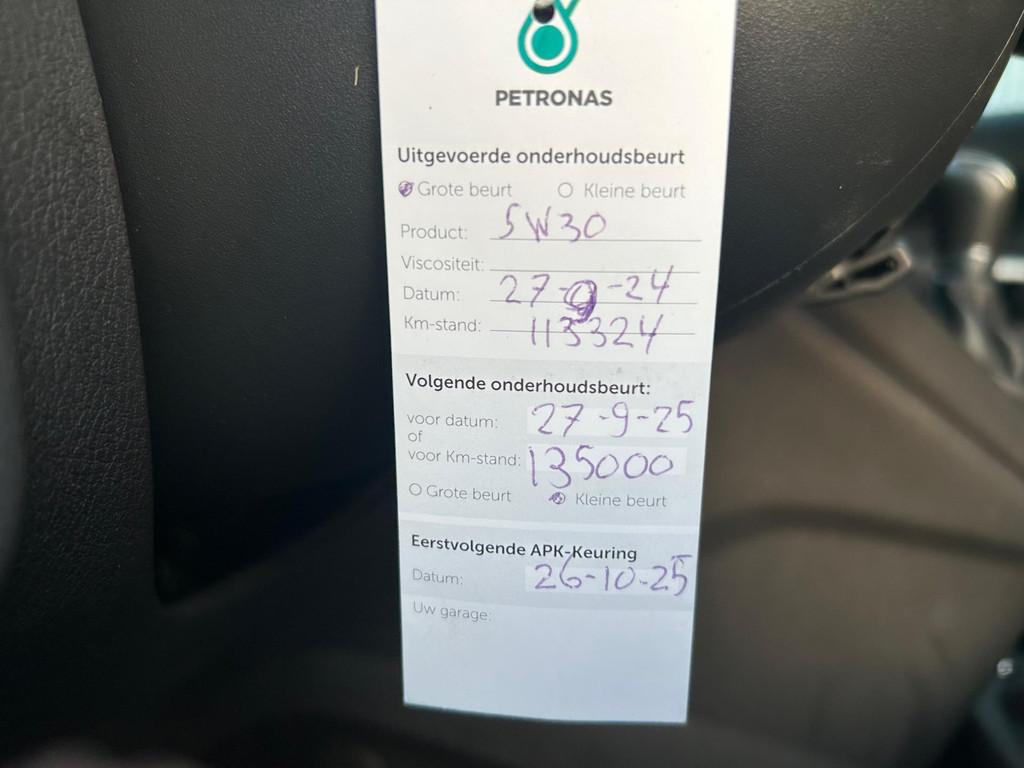 PETRONAS
Uitgevoerde onderhoudsbeurt
Grote beurt Kleine beurt
Product: 5W30
Viscositeit:
Datum: 27-9-24
Km-stand: 113324
Volgende onderhoudsbeurt:
voor datum: 27-9-25
of
voor Km-stand: 135000
Grote beurt Kleine beurt
Eerstvolgende APK-Keuring
Datum: 26-10-25
Uw garage: